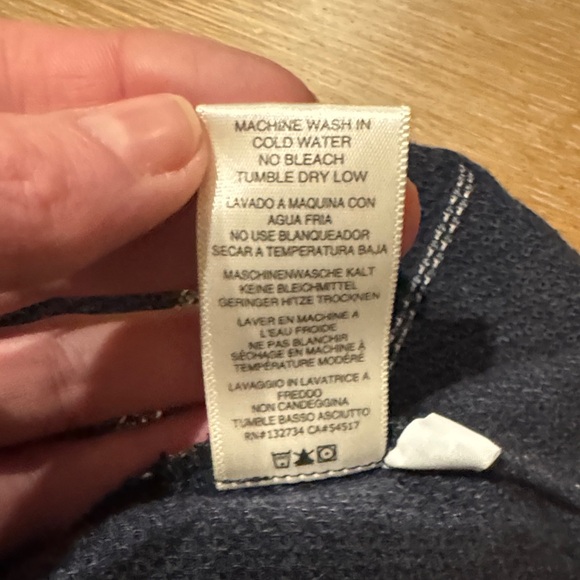 MACHINE WASH IN
COLD WATER
NO BLEACH
TUMBLE DRY LOW
LAVADO A MAQUINA CON
AGUA FRIA
NO USE BLANQUEADOR
SECAR A TEMPERATURA BAJA
MASCHINENWASCHE KALT
KEINE BLEICHMITTEL
GERINGER HITZE TROCKNEN
LAVER EN MACHINE A
L'EAU FROIDE
NE PAS BLANCHIR
SÉCHAGE EN MACHINE À
TEMPÉRATURE MODÉRÉ
LAVAGGIO IN LAVATRICE A
FREDDO
NON CANDEGGINA
TUMBLE BASSO ASCIUTTO
RN#132734 CA#54517